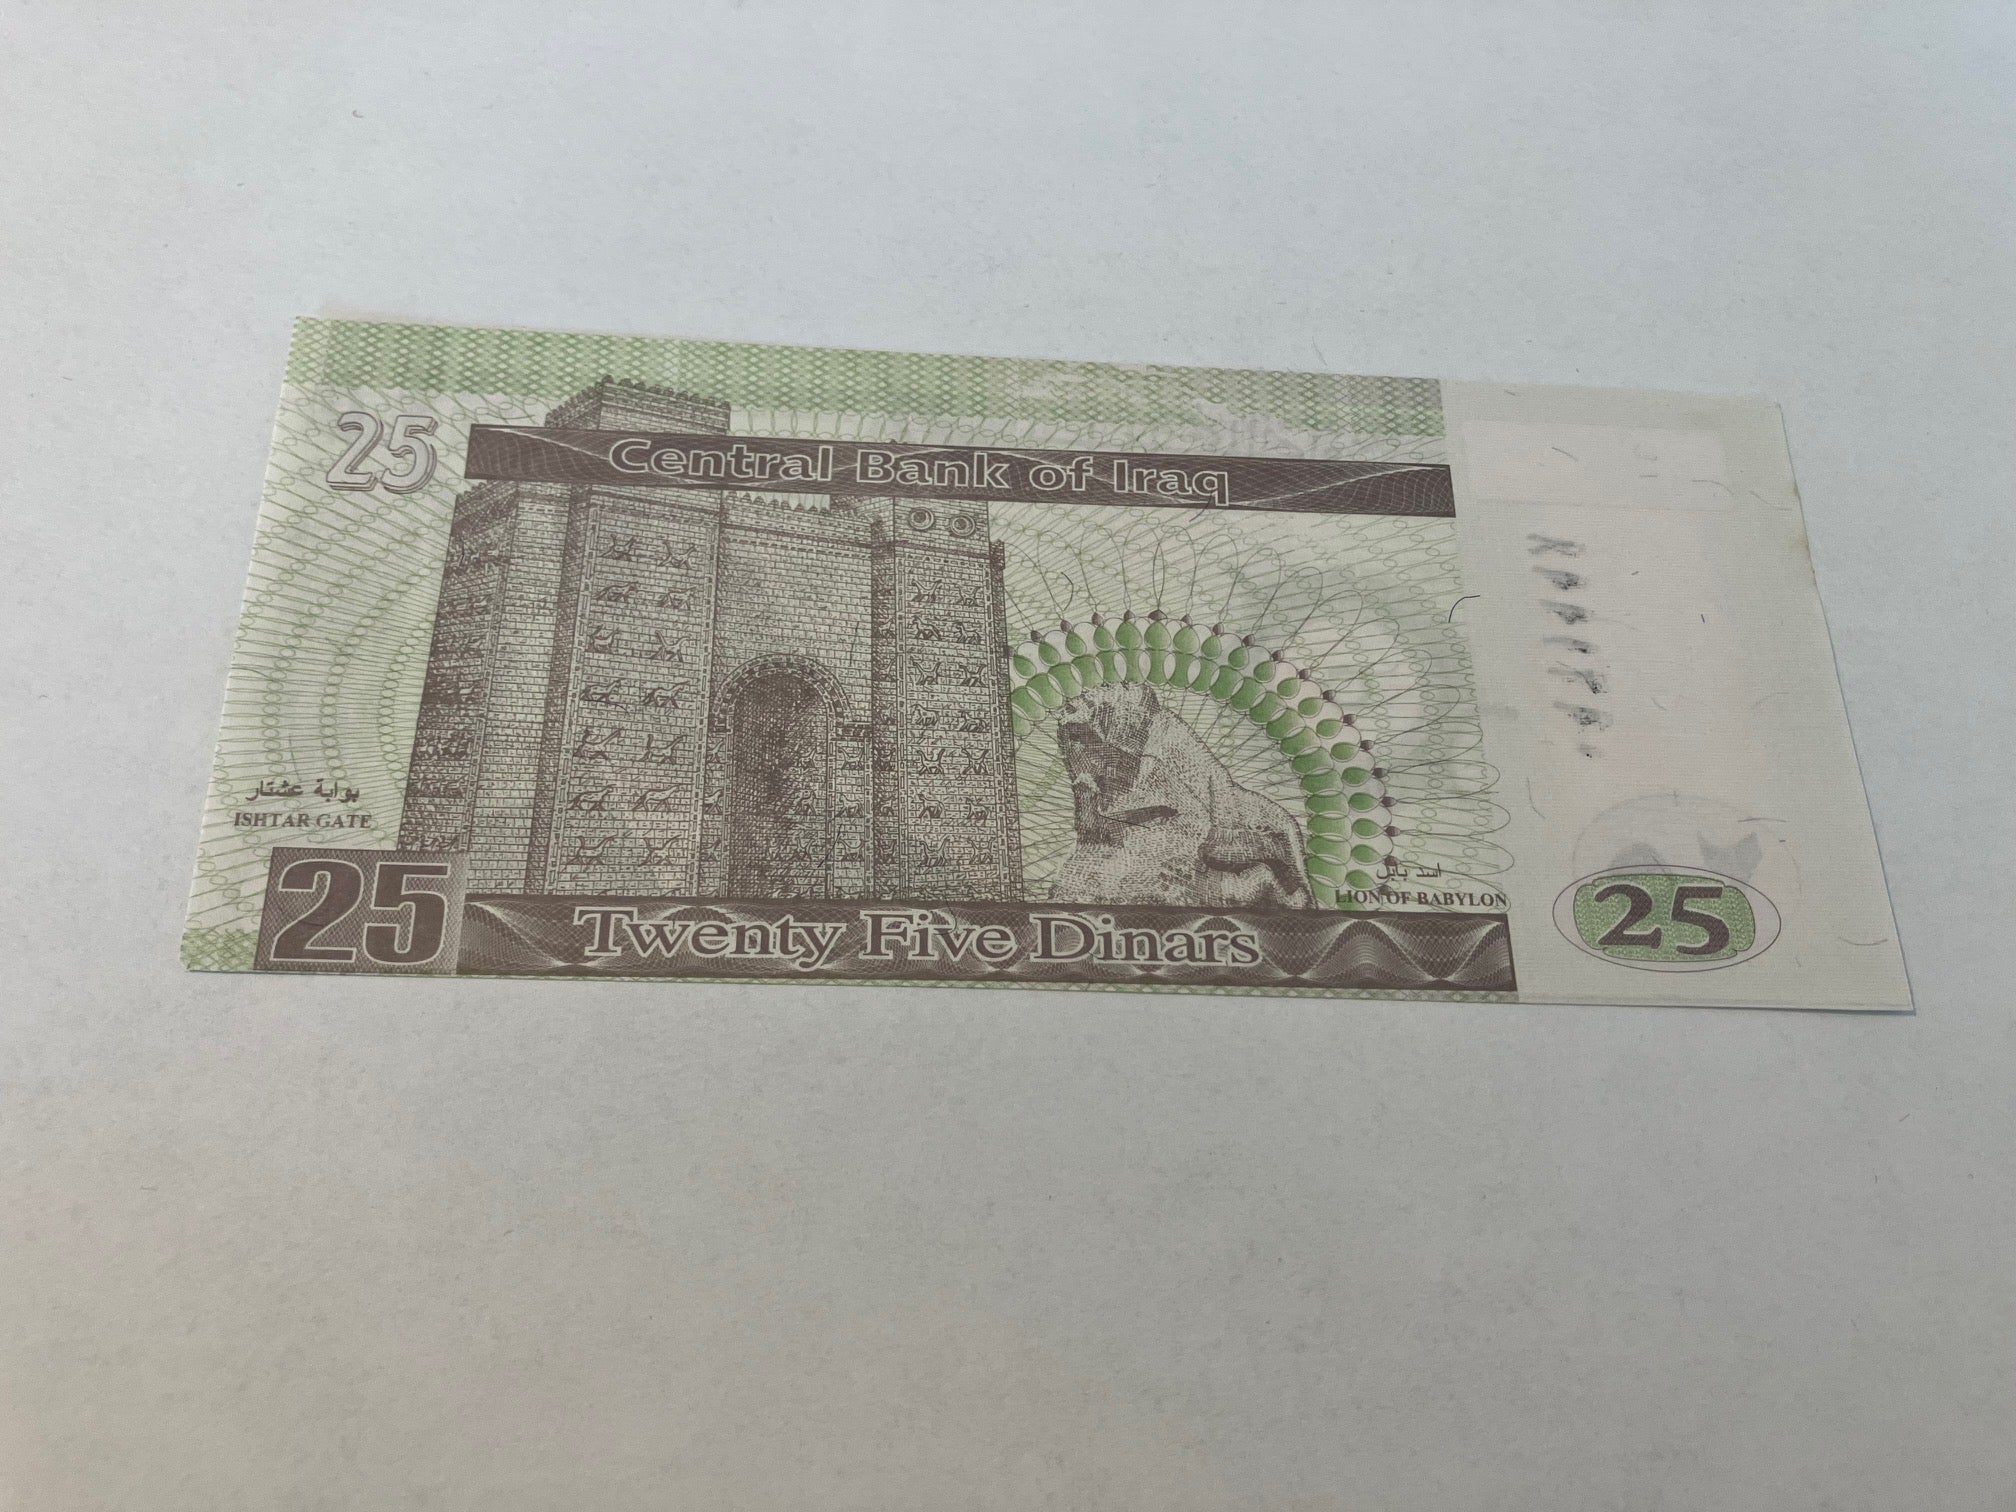 25
Central Bank of Iraq
بوابة عشتار
ISHTAR GATE
اسد بابل
LION OF BABYLON
25
Twenty Five Dinars
25